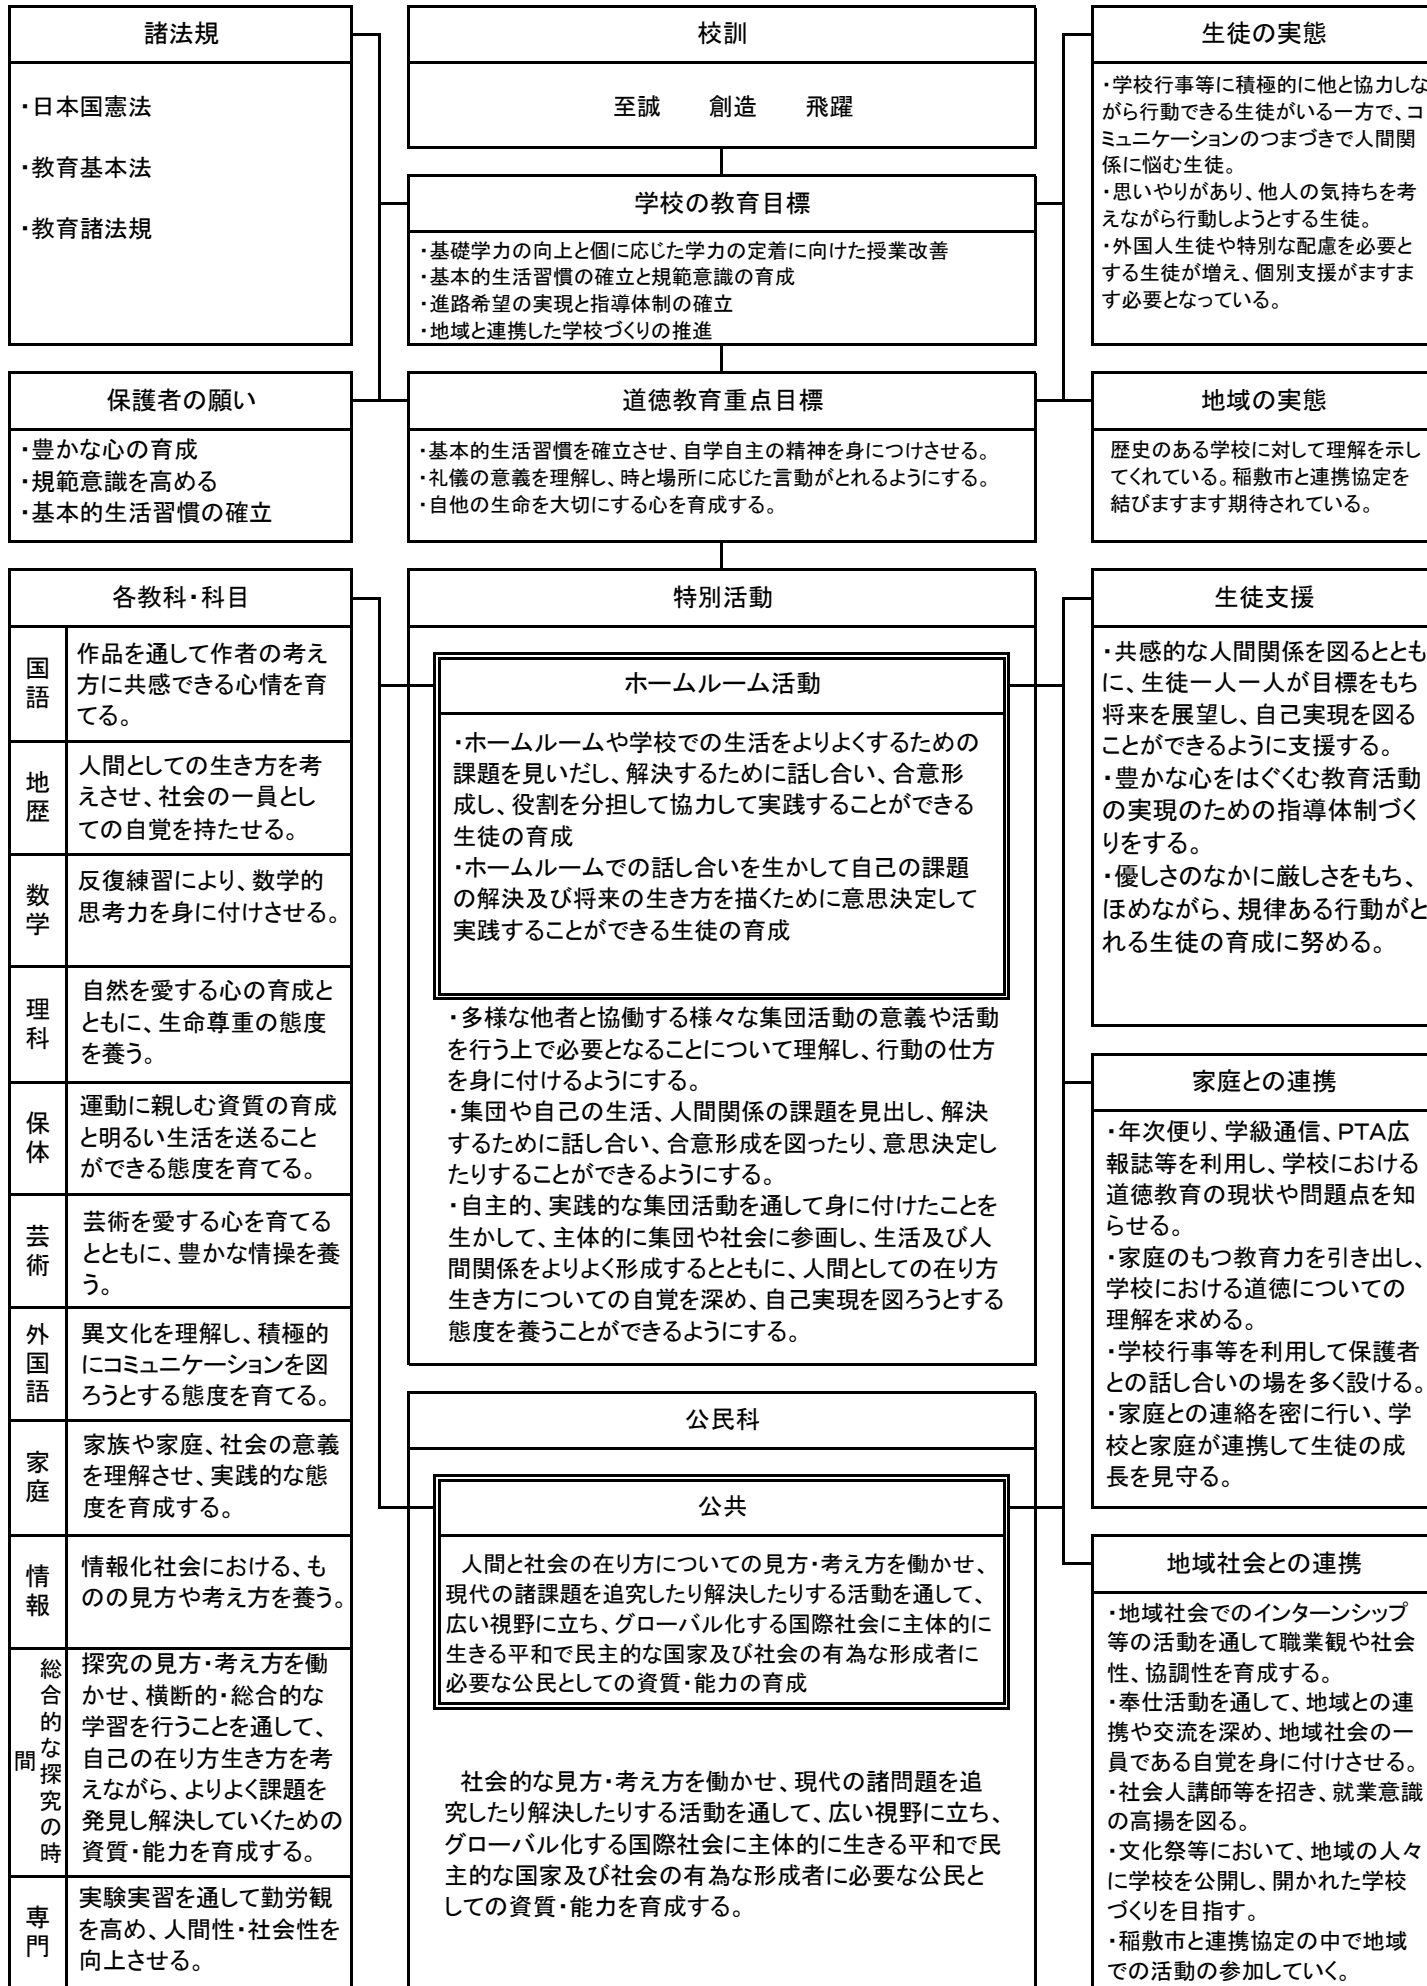 諸法規
・日本国憲法
・教育基本法
・教育諸法規
校訓
至誠　創造　飛躍
生徒の実態
・学校行事等に積極的に他と協力しな
がら行動できる生徒がいる一方で、コ
ミュニケーションのつまづきで人間関
係に悩む生徒。
・思いやりがあり、他人の気持ちを考
えながら行動しようとする生徒。
・外国人生徒や特別な配慮を必要と
する生徒が増え、個別支援がますま
す必要となっている。
学校の教育目標
・基礎学力の向上と個に応じた学力の定着に向けた授業改善
・基本的生活習慣の確立と規範意識の育成
・進路希望の実現と指導体制の確立
・地域と連携した学校づくりの推進
保護者の願い
・豊かな心の育成
・規範意識を高める
・基本的生活習慣の確立
道徳教育重点目標
・基本的生活習慣を確立させ、自学自主の精神を身につけさせる。
・礼儀の意義を理解し、時と場所に応じた言動がとれるようにする。
・自他の生命を大切にする心を育成する。
地域の実態
歴史のある学校に対して理解を示し
てくれている。稲敷市と連携協定を
結びますます期待されている。
各教科・科目
国語
作品を通して作者の考え
方に共感できる心情を育
てる。
地歴
人間としての生き方を考
えさせ、社会の一員とし
ての自覚を持たせる。
数学
反復練習により、数学的
思考力を身に付けさせる。
理科
自然を愛する心の育成と
ともに、生命尊重の態度
を養う。
保体
運動に親しむ資質の育成
と明るい生活を送ること
ができる態度を育てる。
芸術
芸術を愛する心を育てる
とともに、豊かな情操を養
う。
外国語
異文化を理解し、積極的
にコミュニケーションを図
ろうとする態度を育てる。
家庭
家族や家庭、社会の意義
を理解させ、実践的な態
度を育成する。
情報
情報化社会における、も
のの見方や考え方を養う。
総合的な探究の時
間
探究の見方・考え方を働
かせ、横断的・総合的な
学習を行うことを通して、
自己の在り方生き方を考
えながら、よりよく課題を
発見し解決していくための
資質・能力を育成する。
専門
実験実習を通して勤労観
を高め、人間性・社会性を
向上させる。
特別活動
ホームルーム活動
・ホームルームや学校での生活をよりよくするための
課題を見いだし、解決するために話し合い、合意形
成し、役割を分担して協力して実践することができる
生徒の育成
・ホームルームでの話し合いを生かして自己の課題
の解決及び将来の生き方を描くために意思決定して
実践することができる生徒の育成
・多様な他者と協働する様々な集団活動の意義や活動
を行う上で必要となることについて理解し、行動の仕方
を身に付けるようにする。
・集団や自己の生活、人間関係の課題を見出し、解決
するために話し合い、合意形成を図ったり、意思決定し
たりすることができるようにする。
・自主的、実践的な集団活動を通して身に付けたことを
生かして、主体的に集団や社会に参画し、生活及び人
間関係をよりよく形成するとともに、人間としての在り方
生き方についての自覚を深め、自己実現を図ろうとする
態度を養うことができるようにする。
公民科
公共
人間と社会の在り方についての見方・考え方を働かせ、
現代の諸課題を追究したり解決したりする活動を通して、
広い視野に立ち、グローバル化する国際社会に主体的に
生きる平和で民主的な国家及び社会の有為な形成者に
必要な公民としての資質・能力の育成
社会的な見方・考え方を働かせ、現代の諸問題を追
究したり解決したりする活動を通して、広い視野に立ち、
グローバル化する国際社会に主体的に生きる平和で民
主的な国家及び社会の有為な形成者に必要な公民と
しての資質・能力を育成する。
生徒支援
・共感的な人間関係を図るととも
に、生徒一人一人が目標をもち
将来を展望し、自己実現を図る
ことができるように支援する。
・豊かな心をはぐくむ教育活動
の実現のための指導体制づく
りをする。
・優しさのなかに厳しさをもち、
ほめながら、規律ある行動がと
れる生徒の育成に努める。
家庭との連携
・年次便り、学級通信、PTA広
報誌等を利用し、学校における
道徳教育の現状や問題点を知
らせる。
・家庭のもつ教育力を引き出し、
学校における道徳についての
理解を求める。
・学校行事等を利用して保護者
との話し合いの場を多く設ける。
・家庭との連絡を密に行い、学
校と家庭が連携して生徒の成
長を見守る。
地域社会との連携
・地域社会でのインターンシップ
等の活動を通して職業観や社会
性、協調性を育成する。
・奉仕活動を通して、地域との連
携や交流を深め、地域社会の一
員である自覚を身に付けさせる。
・社会人講師等を招き、就業意識
の高揚を図る。
・文化祭等において、地域の人々
に学校を公開し、開かれた学校
づくりを目指す。
・稲敷市と連携協定の中で地域
での活動の参加していく。